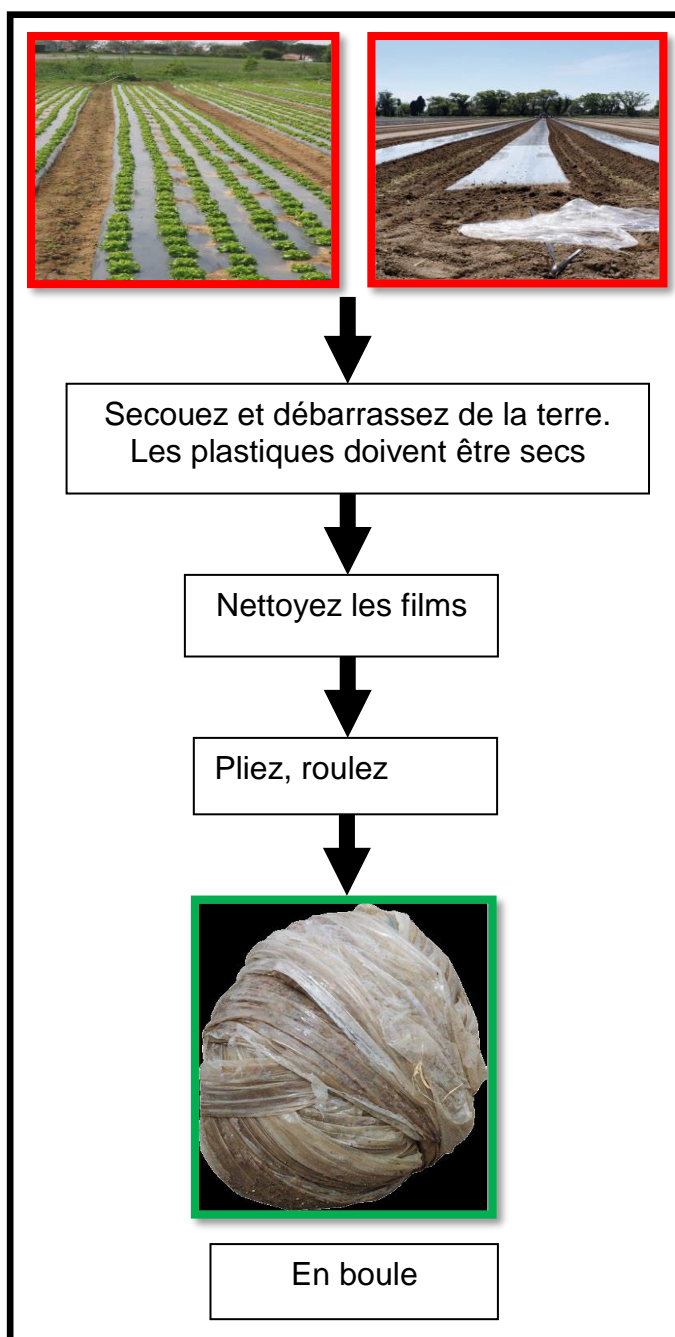 Secouez et débarrassez de la terre.
Les plastiques doivent être secs
Nettoyez les films
Pliez, roulez
En boule